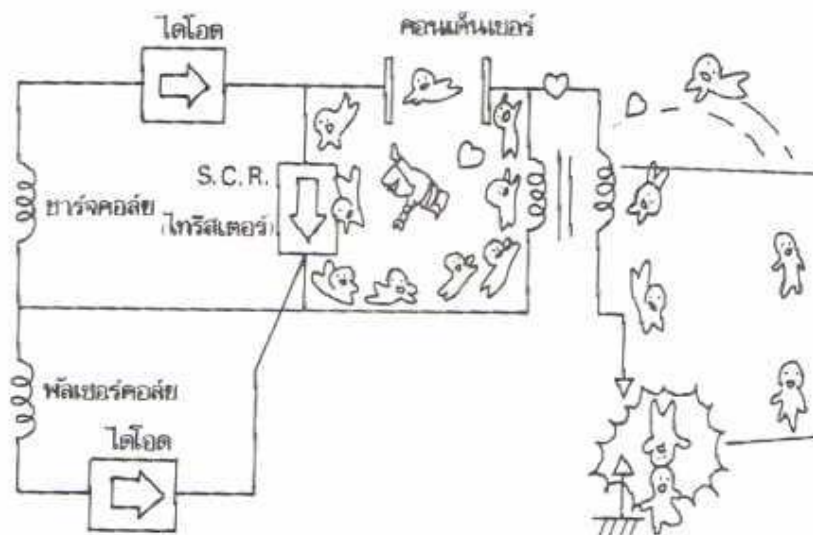 ไดโอด
คอนเด็นเซอร์
ชาร์จคอล์ย
S.C.R.
(ไทรีสเตอร์)
พัลเซอร์คอล์ย
ไดโอด